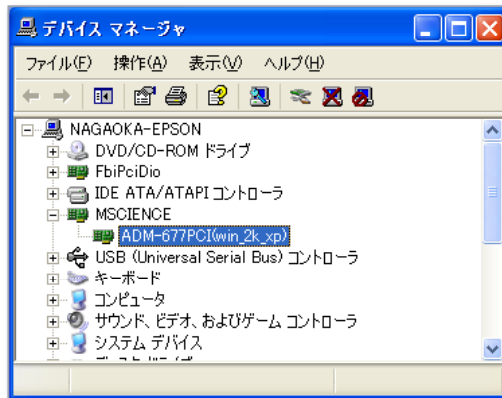 デバイス マネージャ
ファイル(F) 操作(A) 表示(V) ヘルプ(H)
NAGAOKA-EPSON
DVD/CD-ROM ドライブ
FbiPciDio
IDE ATA/ATAPI コントローラ
MSCIENCE
ADM-677PCI(win_2k_xp)
USB (Universal Serial Bus) コントローラ
キーボード
コンピュータ
サウンド、ビデオ、およびゲーム コントローラ
システム デバイス